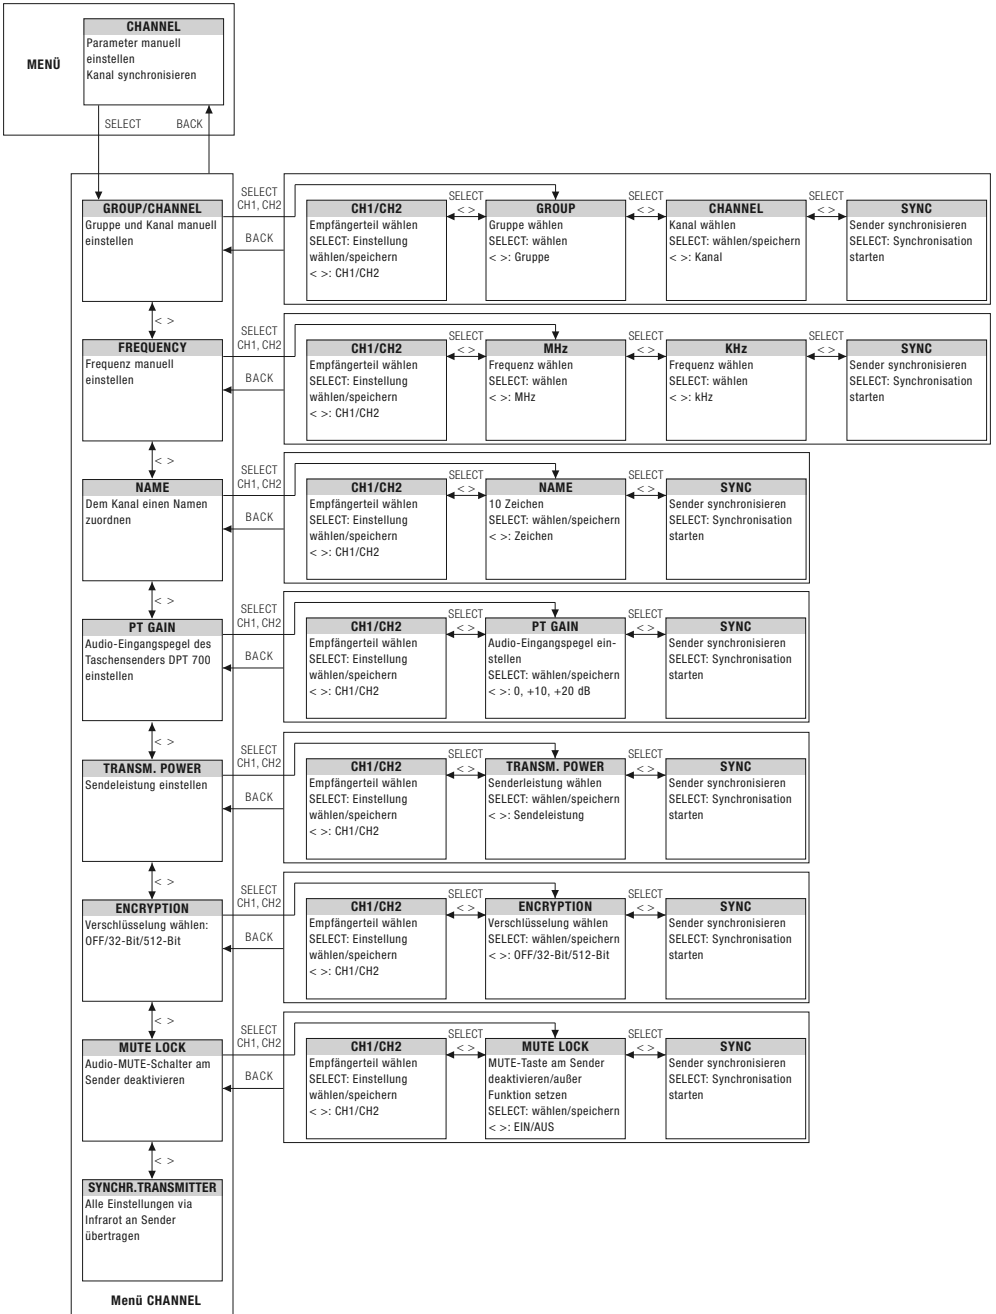 CHANNEL
Parameter manuell
einstellen
Kanal synchronisieren
MENÜ
SELECT
BACK
GROUP/CHANNEL
Gruppe und Kanal manuell
einstellen
SELECT
CH1, CH2
BACK
CH1/CH2
Empfängerteil wählen
SELECT: Einstellung
wählen/speichern
< >: CH1/CH2
SELECT
< >
GROUP
Gruppe wählen
SELECT: wählen
< >: Gruppe
SELECT
< >
CHANNEL
Kanal wählen
SELECT: wählen/speichern
< >: Kanal
SELECT
< >
SYNC
Sender synchronisieren
SELECT: Synchronisation
starten
< >
FREQUENCY
Frequenz manuell
einstellen
SELECT
CH1, CH2
BACK
CH1/CH2
Empfängerteil wählen
SELECT: Einstellung
wählen/speichern
< >: CH1/CH2
SELECT
< >
MHz
Frequenz wählen
SELECT: wählen
< >: MHz
SELECT
< >
KHz
Frequenz wählen
SELECT: wählen
< >: kHz
SELECT
< >
SYNC
Sender synchronisieren
SELECT: Synchronisation
starten
< >
NAME
Dem Kanal einen Namen
zuordnen
SELECT
CH1, CH2
BACK
CH1/CH2
Empfängerteil wählen
SELECT: Einstellung
wählen/speichern
< >: CH1/CH2
SELECT
< >
NAME
10 Zeichen
SELECT: wählen/speichern
< >: Zeichen
SELECT
< >
SYNC
Sender synchronisieren
SELECT: Synchronisation
starten
< >
PT GAIN
Audio-Eingangspegel des
Taschensenders DPT 700
einstellen
SELECT
CH1, CH2
BACK
CH1/CH2
Empfängerteil wählen
SELECT: Einstellung
wählen/speichern
< >: CH1/CH2
SELECT
< >
PT GAIN
Audio-Eingangspegel ein-
stellen
SELECT: wählen/speichern
< >: 0, +10, +20 dB
SELECT
< >
SYNC
Sender synchronisieren
SELECT: Synchronisation
starten
< >
TRANSM. POWER
Sendeleistung einstellen
SELECT
CH1, CH2
BACK
CH1/CH2
Empfängerteil wählen
SELECT: Einstellung
wählen/speichern
< >: CH1/CH2
SELECT
< >
TRANSM. POWER
Senderleistung wählen
SELECT: wählen/speichern
< >: Sendeleistung
SELECT
< >
SYNC
Sender synchronisieren
SELECT: Synchronisation
starten
< >
ENCRYPTION
Verschlüsselung wählen:
OFF/32-Bit/512-Bit
SELECT
CH1, CH2
BACK
CH1/CH2
Empfängerteil wählen
SELECT: Einstellung
wählen/speichern
< >: CH1/CH2
SELECT
< >
ENCRYPTION
Verschlüsselung wählen
SELECT: wählen/speichern
< >: OFF/32-Bit/512-Bit
SELECT
< >
SYNC
Sender synchronisieren
SELECT: Synchronisation
starten
< >
MUTE LOCK
Audio-MUTE-Schalter am
Sender deaktivieren
SELECT
CH1, CH2
BACK
CH1/CH2
Empfängerteil wählen
SELECT: Einstellung
wählen/speichern
< >: CH1/CH2
SELECT
< >
MUTE LOCK
MUTE-Taste am Sender
deaktivieren/außer
Funktion setzen
SELECT: wählen/speichern
< >: EIN/AUS
SELECT
< >
SYNC
Sender synchronisieren
SELECT: Synchronisation
starten
< >
SYNCHR.TRANSMITTER
Alle Einstellungen via
Infrarot an Sender
übertragen
Menü CHANNEL